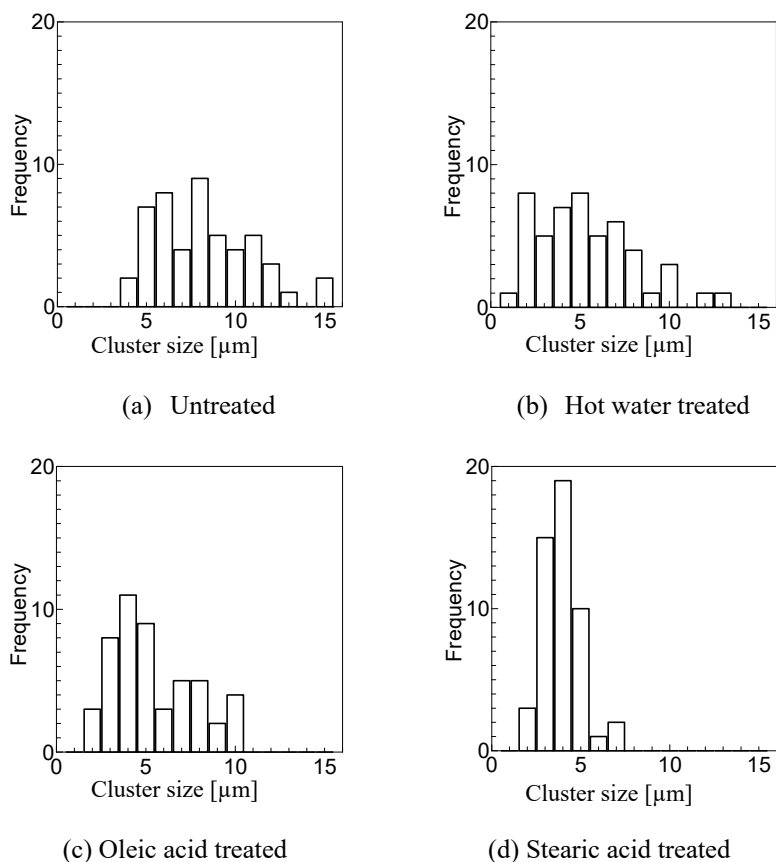 20
10
0
Frequency
0 5 10 15
Cluster size [µm]
(a) Untreated
20
10
0
Frequency
0 5 10 15
Cluster size [µm]
(b) Hot water treated
20
10
0
Frequency
0 5 10 15
Cluster size [µm]
(c) Oleic acid treated
20
10
0
Frequency
0 5 10 15
Cluster size [µm]
(d) Stearic acid treated